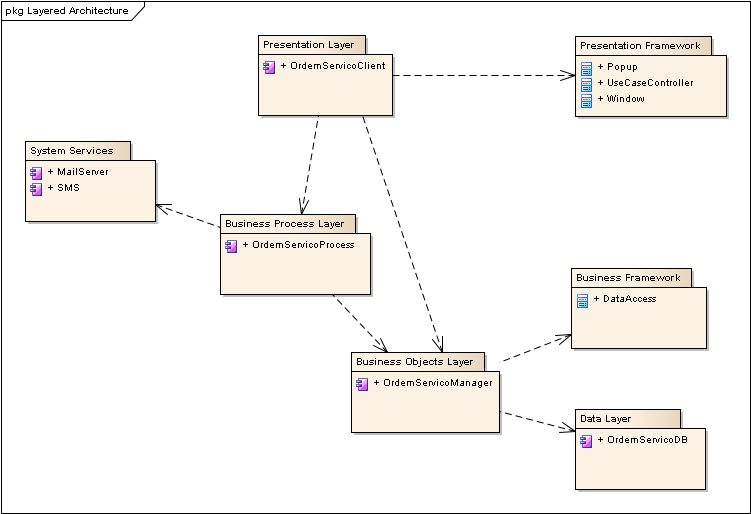 pkg Layered Architecture
Presentation Layer
+ OrdemServicoClient
Presentation Framework
+ Popup
+ UseCaseController
+ Window
System Services
+ MailServer
+ SMS
Business Process Layer
+ OrdemServicoProcess
Business Framework
+ DataAccess
Business Objects Layer
+ OrdemServicoManager
Data Layer
+ OrdemServicoDB